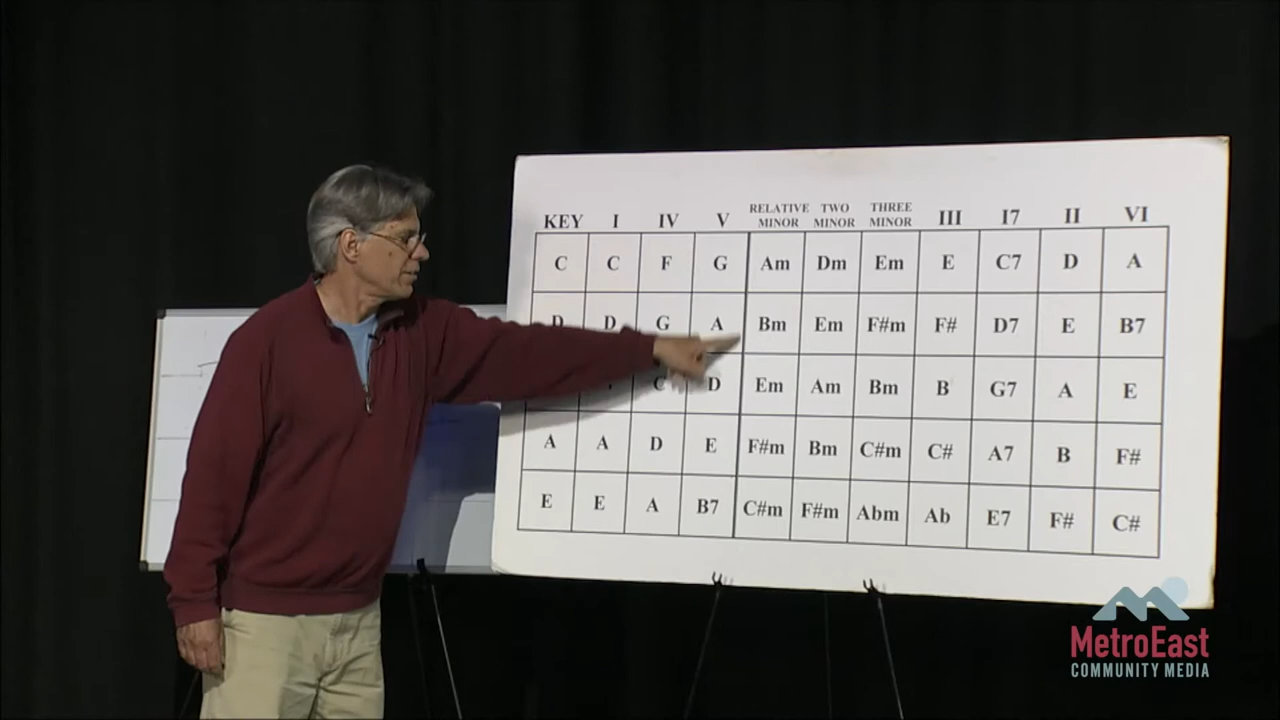 KEY I IV V RELATIVE MINOR TWO MINOR THREE MINOR III I7 II VI
C C F G Am Dm Em E C7 D A
D D G A Bm Em F#m F# D7 E B7
C D Em Am Bm B G7 A E
A A D E F#m Bm C#m C# A7 B F#
E E A B7 C#m F#m Abm Ab E7 F# C#
MetroEast
COMMUNITY MEDIA